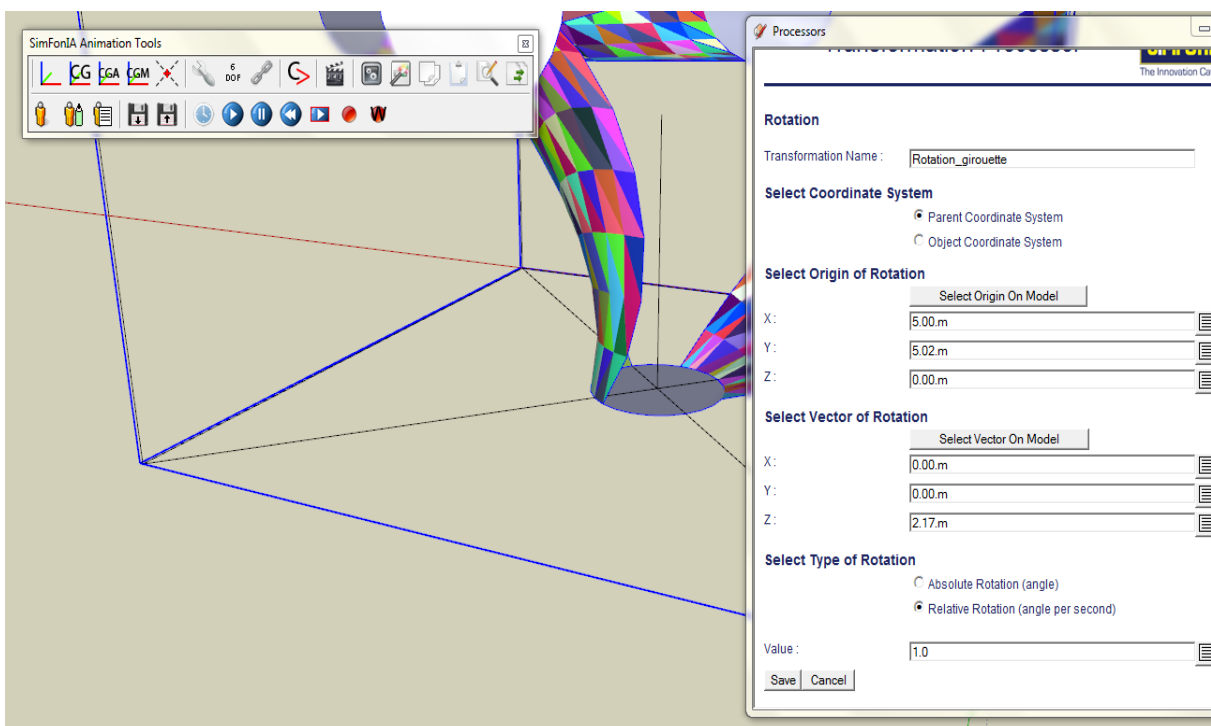 SimFonIA Animation Tools
CG CGA CGM 6 DOF
Processors
Transformation Processor
The Innovation Ca
Rotation
Transformation Name : Rotation_girouette
Select Coordinate System
Parent Coordinate System
Object Coordinate System
Select Origin of Rotation
Select Origin On Model
X : 5.00.m
Y : 5.02.m
Z : 0.00.m
Select Vector of Rotation
Select Vector On Model
X : 0.00.m
Y : 0.00.m
Z : 2.17.m
Select Type of Rotation
Absolute Rotation (angle)
Relative Rotation (angle per second)
Value : 1.0
Save Cancel